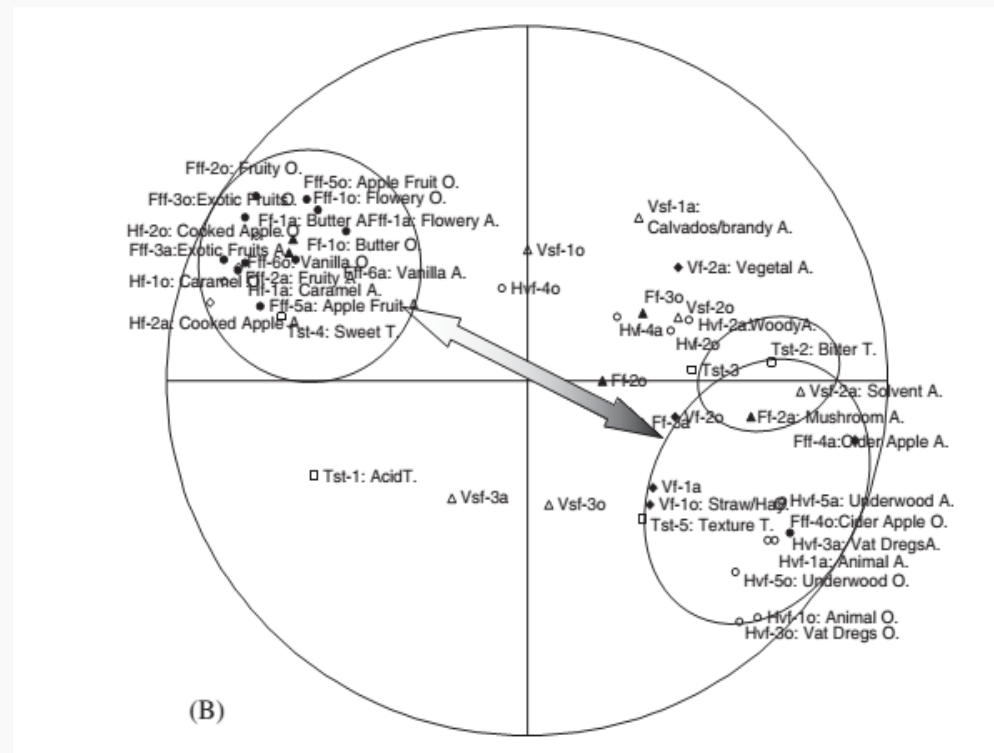 Fff-2o: Fruity O.
Fff-5o: Apple Fruit O.
Fff-3o:Exotic FruitsO.
Fff-1o: Flowery O.
Ff-1a: Butter A.
Fff-1a: Flowery A.
Hf-2o: Cooked Apple O.
Ff-1o: Butter O.
Fff-3a:Exotic Fruits A.
Fff-6o: Vanilla O.
Fff-6a: Vanilla A.
Hf-1o: Caramel O.
Fff-2a: Fruity A.
Hf-1a: Caramel A.
Fff-5a: Apple Fruit A.
Hf-2a: Cooked Apple A.
Tst-4: Sweet T.
Vsf-1o
Hvf-4o
Vsf-1a:
Calvados/brandy A.
Vf-2a: Vegetal A.
Ff-3o
Vsf-2o
Hvf-4a
Hvf-2a:WoodyA.
Hvf-2o
Tst-2: Bitter T.
Tst-3
Ff-2o
Vsf-2a: Solvent A.
Ff-3a
Vf-2o
Ff-2a: Mushroom A.
Fff-4a:Cider Apple A.
Tst-1: AcidT.
Vsf-3a
Vsf-3o
Vf-1a
Vf-1o: Straw/Hay.
Hvf-5a: Underwood A.
Tst-5: Texture T.
Fff-4o:Cider Apple O.
Hvf-3a: Vat DregsA.
Hvf-1a: Animal A.
Hvf-5o: Underwood O.
Hvf-1o: Animal O.
Hvf-3o: Vat Dregs O.
(B)